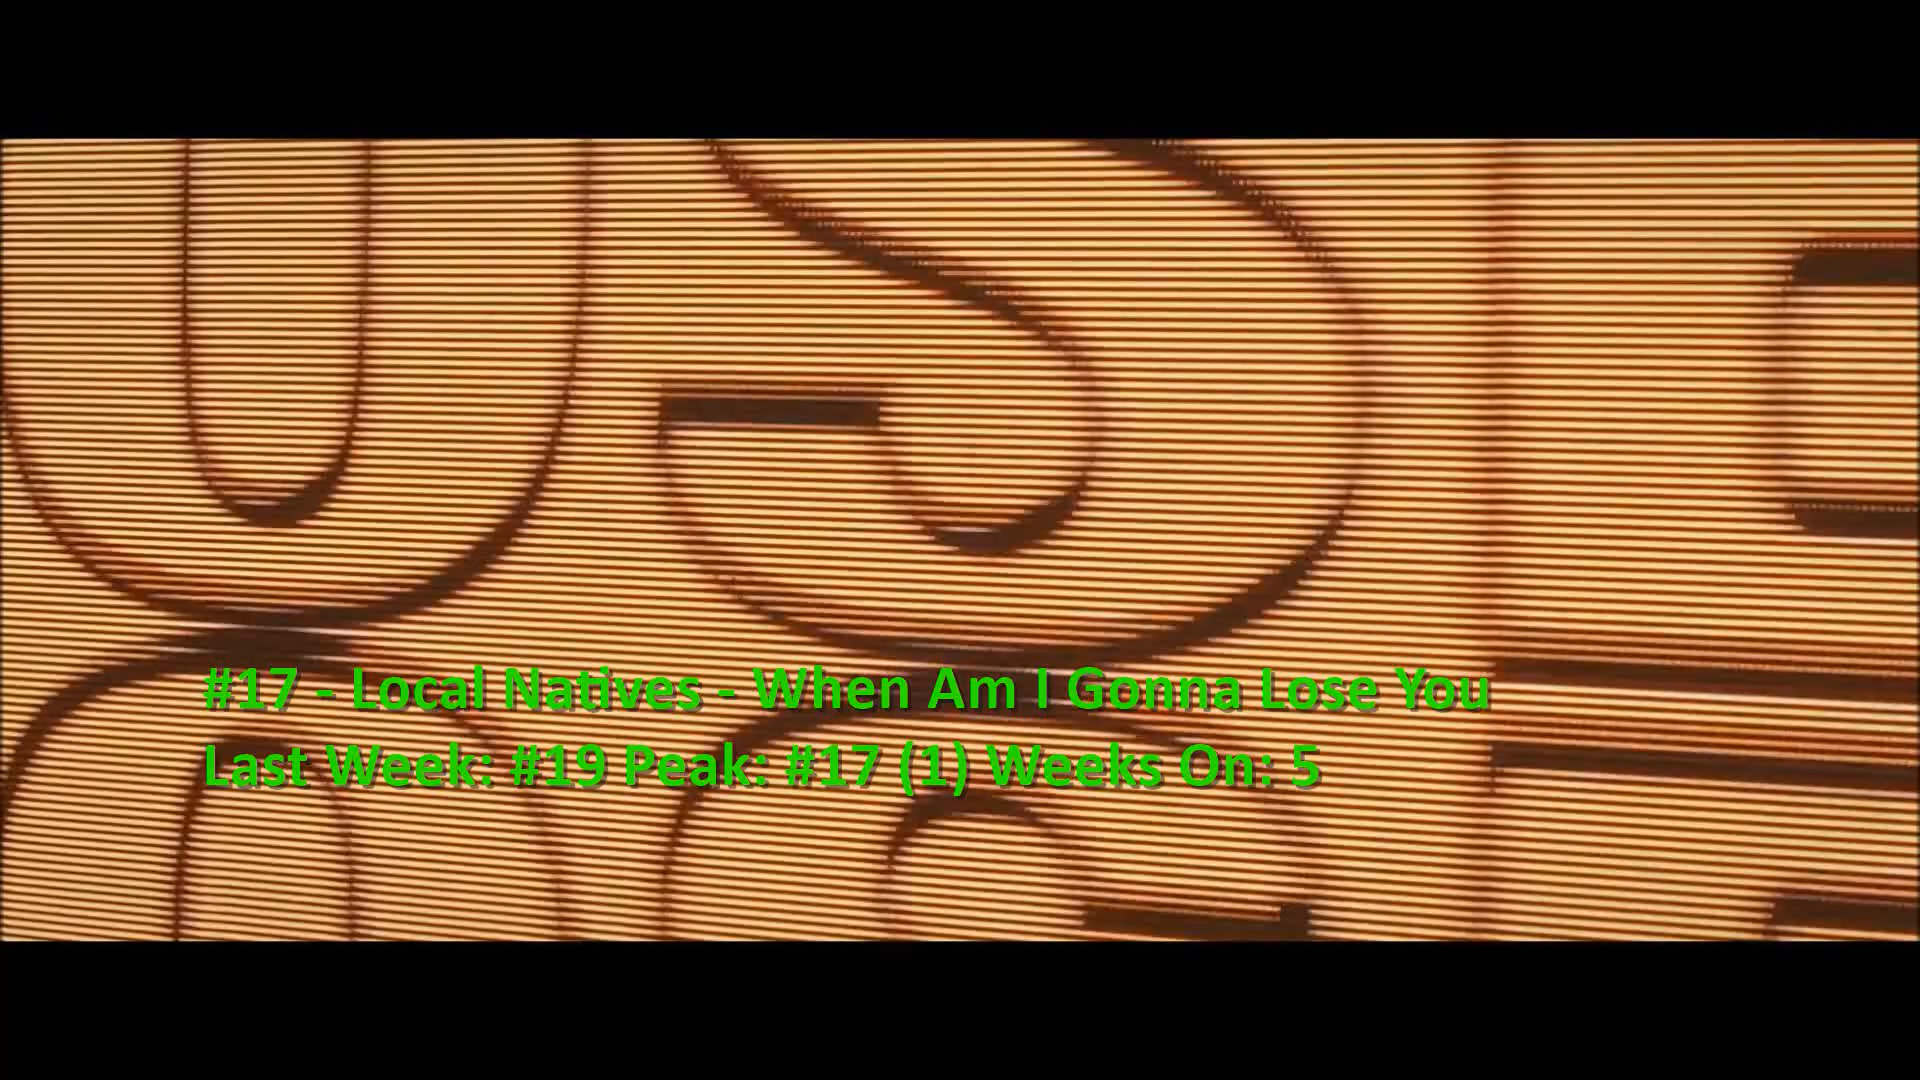 #17 - Local Natives - When Am I Gonna Lose You
Last Week: #19 Peak: #17 (1) Weeks On: 5